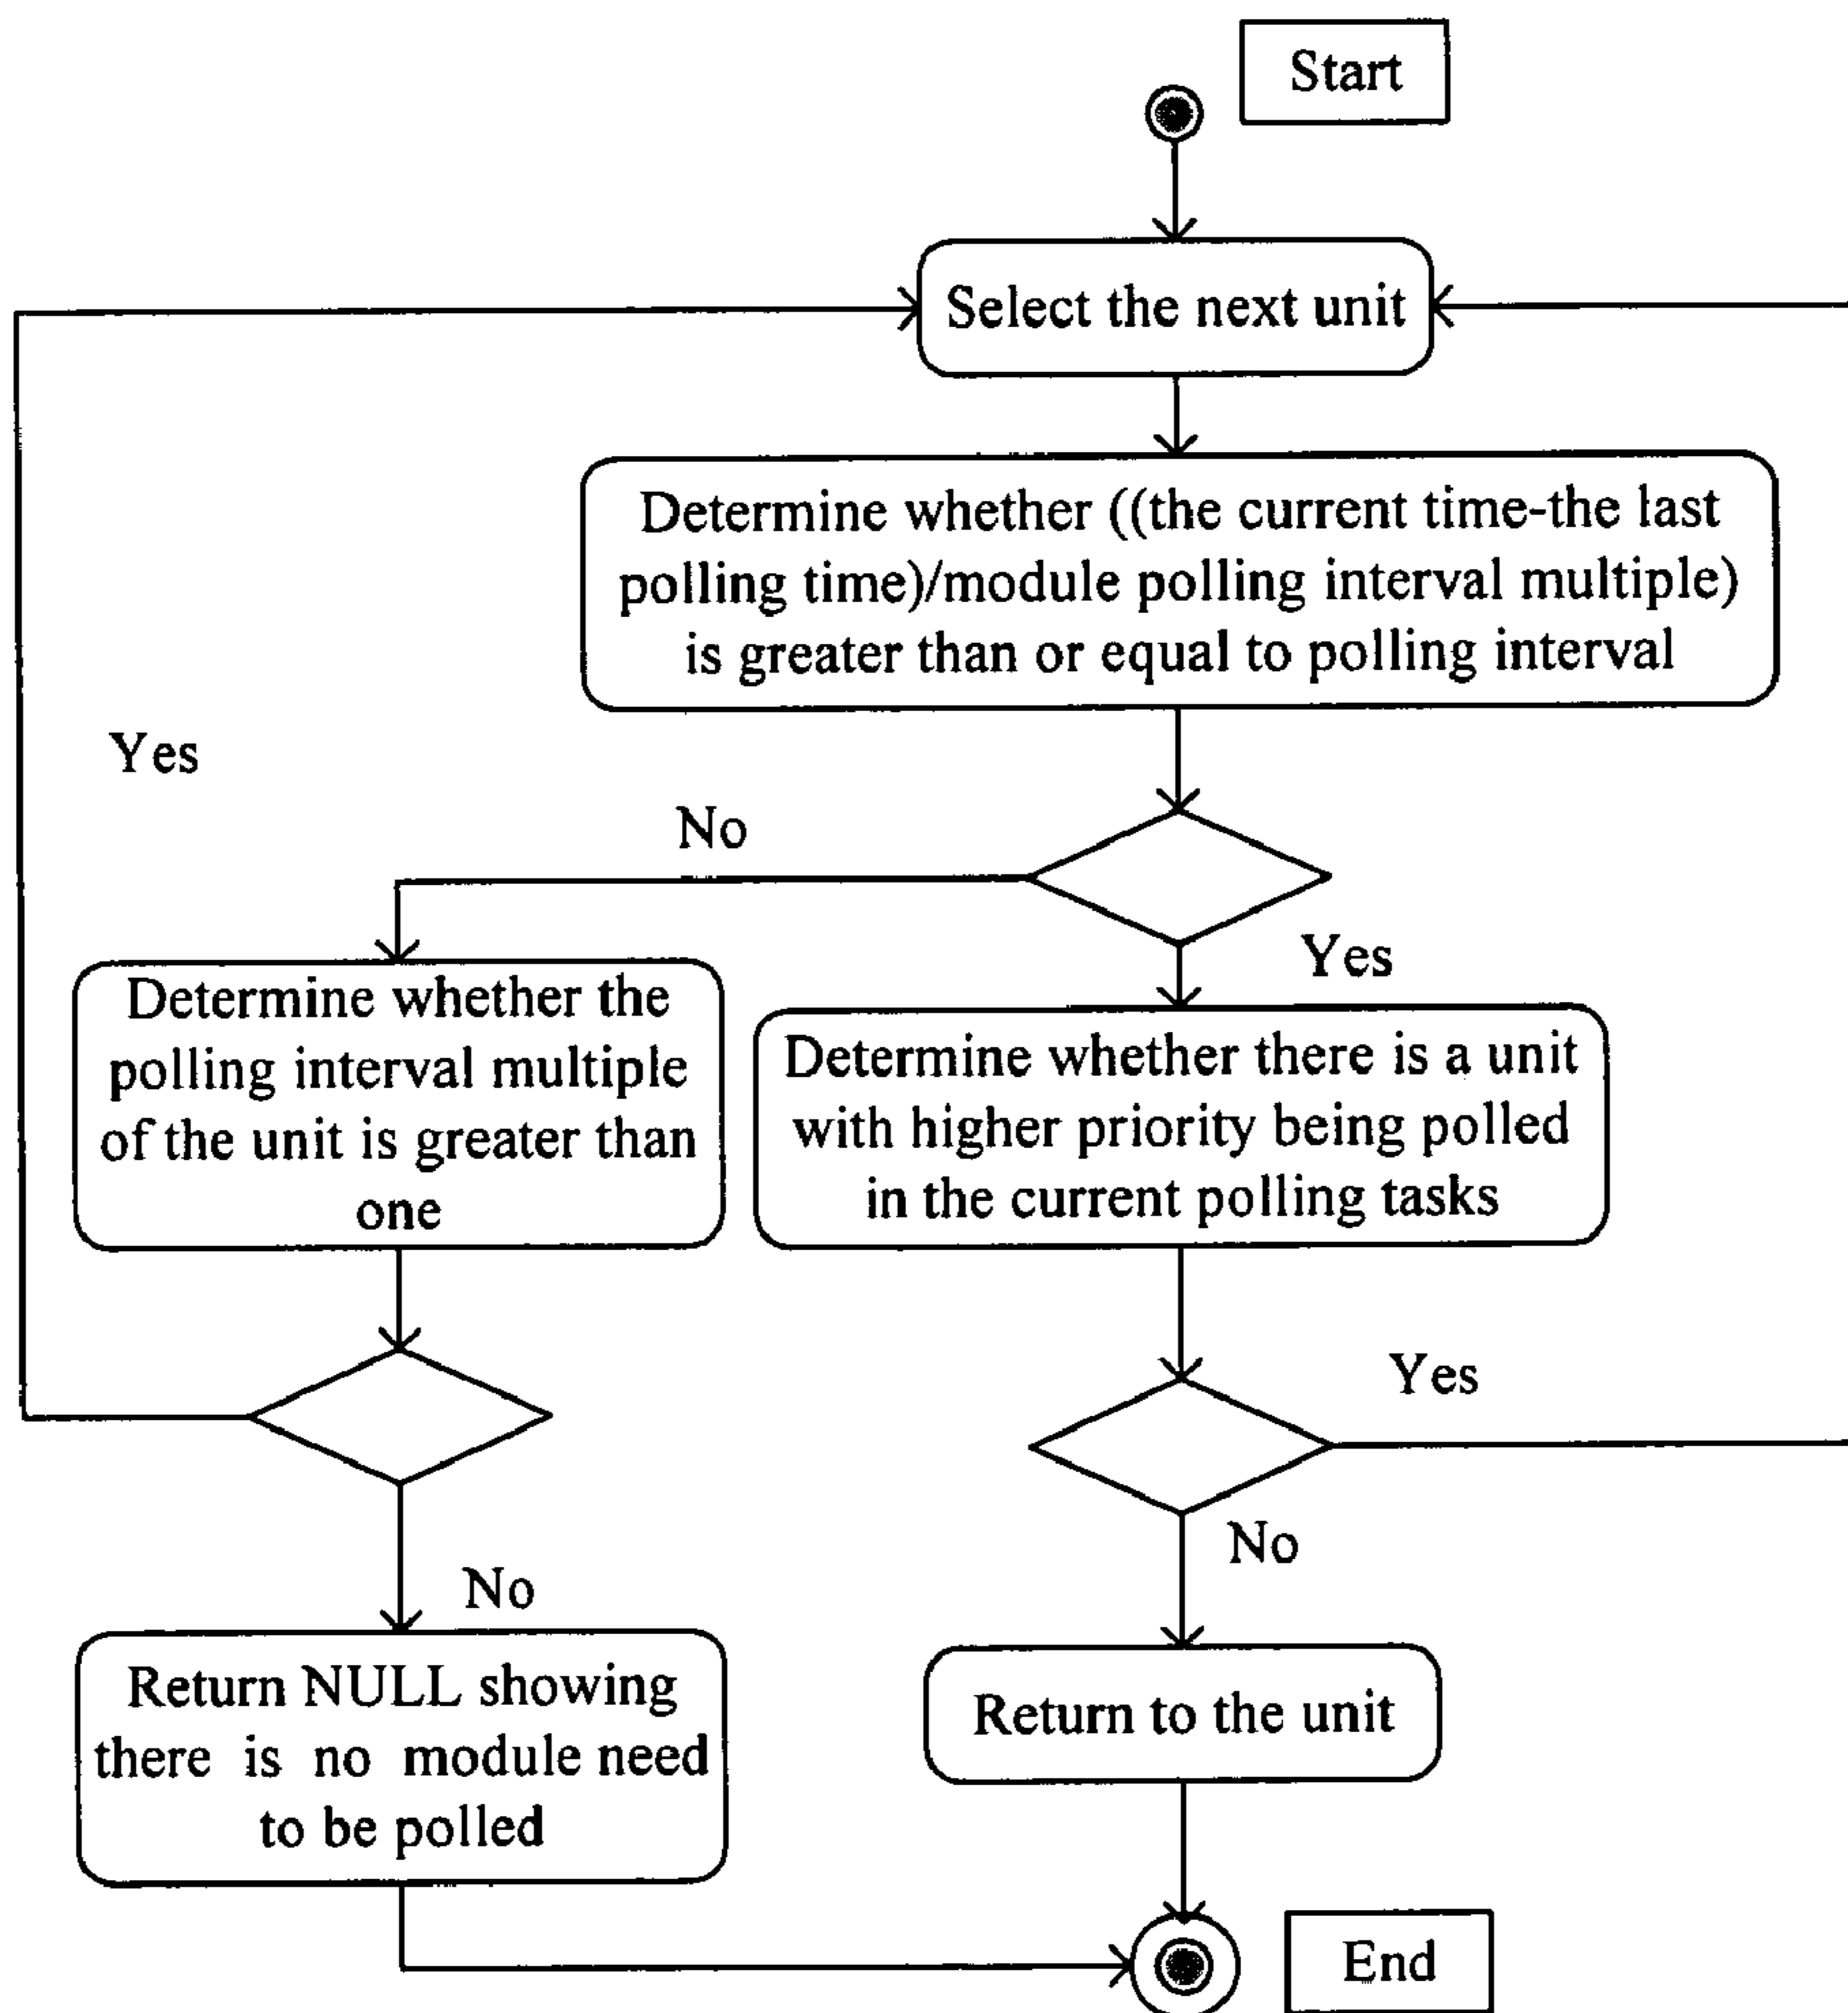 Start
Select the next unit
Determine whether ((the current time-the last
polling time)/module polling interval multiple)
is greater than or equal to polling interval
Yes
No
Yes
Determine whether the
polling interval multiple
of the unit is greater than
one
Determine whether there is a unit
with higher priority being polled
in the current polling tasks
Yes
No
No
Return NULL showing
there is no module need
to be polled
Return to the unit
End